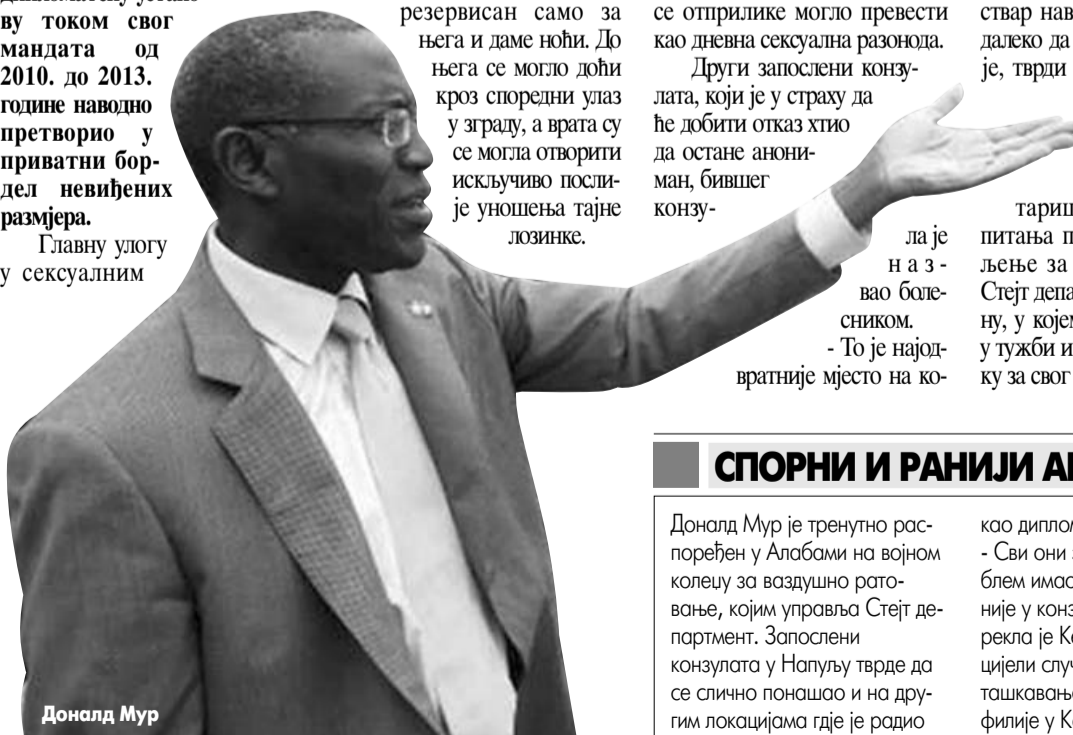 ву током свог
мандата од
2010. до 2013.
године наводно
претворио у
приватни бор-
дел невиђених
размјера.
Главну улогу
у сексуалним
резервисан само за
њега и даме ноћи. До
њега се могло доћи
кроз споредни улаз
у зграду, а врата су
се могла отворити
искључиво посли-
је уношења тајне
лозинке.
се отприлике могло превести
као дневна сексуална разонода.
Други запослени конзу-
лата, који је у страху да
ће добити отказ хтио
да остане анони-
ман, бившег
конзу-
ла је
наз-
вао боле-
сником.
- То је најод-
вратније мјесто на ко-
ствар нав
далеко да
је, тврди
тариш
питања п
љење за
Стејт депа
ну, у којем
у тужби и
ку за свог
СПОРНИ И РАНИЈИ
Доналд Мур је тренутно рас-
поређен у Алабами на војном
колеџу за ваздушно рато-
вање, којим управља Стејт де-
партмент. Запослени
конзулата у Напуљу тврде да
се слично понашао и на дру-
гим локацијама гдје је радио
као дипло
- Сви они
блем имао
није у конз
рекла је К
цијели случ
ташкавањ
филије у К
Доналд Мур